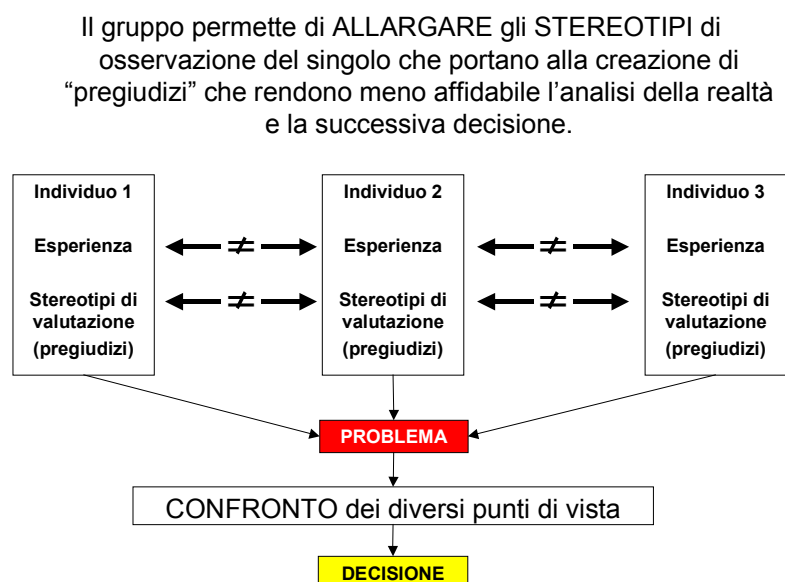 Il gruppo permette di ALLARGARE gli STEREOTIPI di
osservazione del singolo che portano alla creazione di
“pregiudizi” che rendono meno affidabile l’analisi della realtà
e la successiva decisione.
Individuo 1
Esperienza
Stereotipi di
valutazione
(pregiudizi)
≠
≠
Individuo 2
Esperienza
Stereotipi di
valutazione
(pregiudizi)
≠
≠
Individuo 3
Esperienza
Stereotipi di
valutazione
(pregiudizi)
PROBLEMA
CONFRONTO dei diversi punti di vista
DECISIONE